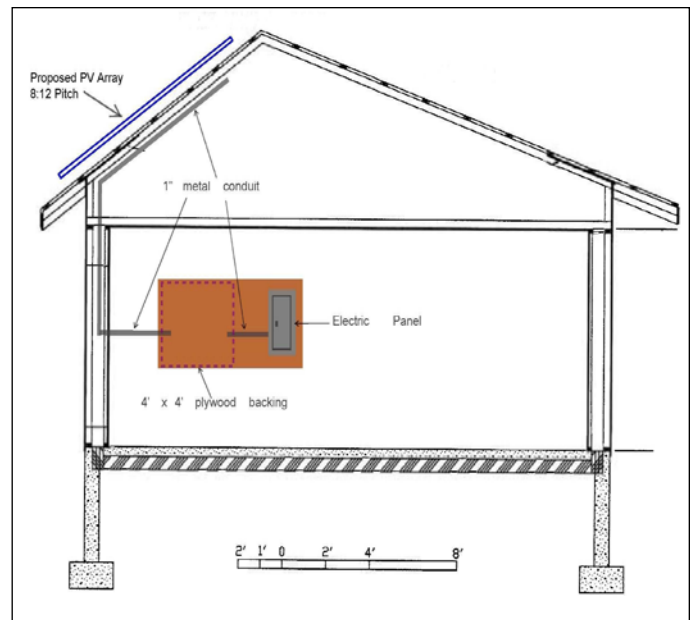 Proposed PV Array
8:12 Pitch
1" metal conduit
Electric Panel
4' x 4' plywood backing
2' 1' 0 2' 4' 8'